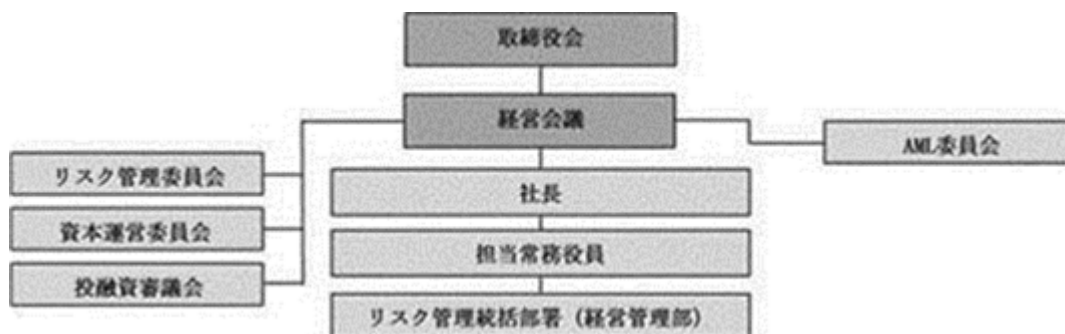 取締役会
経営会議
AML委員会
リスク管理委員会
社長
資本運営委員会
担当常務役員
投融資審議会
リスク管理統括部署（経営管理部）